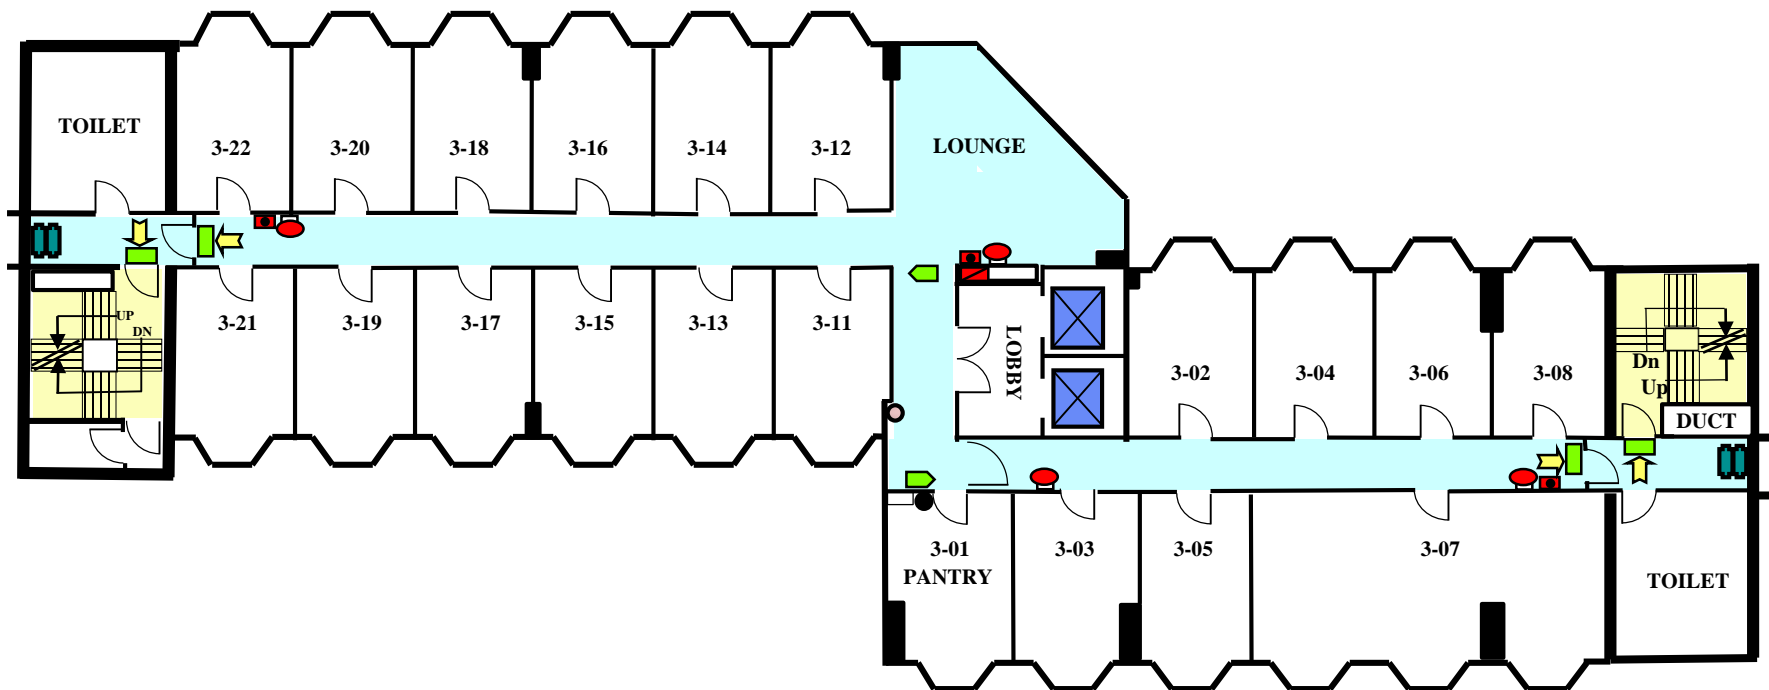 TOILET
3-22
3-20
3-18
3-16
3-14
3-12
LOUNGE
3-21
3-19
3-17
3-15
3-13
3-11
UP
DN
LOBBY
3-02
3-04
3-06
3-08
Dn
Up
DUCT
3-01
PANTRY
3-03
3-05
3-07
TOILET